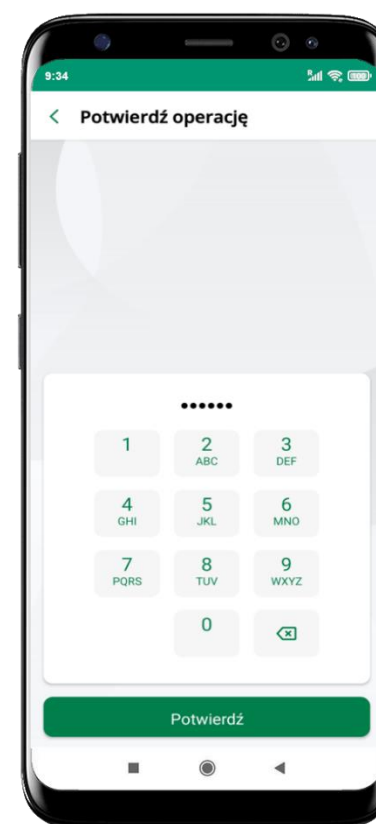 9:34
Potwierdź operację
••••••
1 2 3
ABC DEF
4 5 6
GHI JKL MNO
7 8 9
PQRS TUV WXYZ
0
Potwierdź